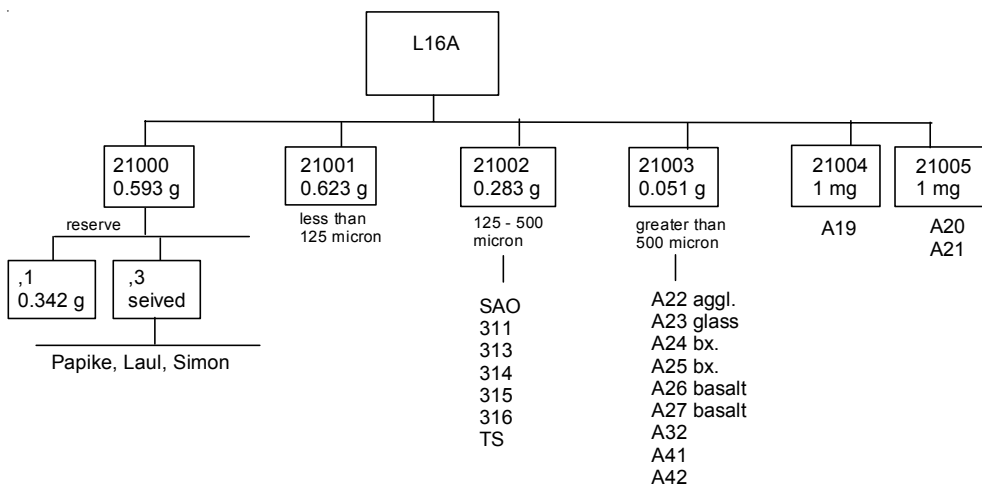 L16A
21000
0.593 g
21001
0.623 g
21002
0.283 g
21003
0.051 g
21004
1 mg
21005
1 mg
reserve
less than
125 micron
125 - 500
micron
greater than
500 micron
A19
A20
A21
,1
0.342 g
,3
seived
Papike, Laul, Simon
SAO
311
313
314
315
316
TS
A22 aggl.
A23 glass
A24 bx.
A25 bx.
A26 basalt
A27 basalt
A32
A41
A42